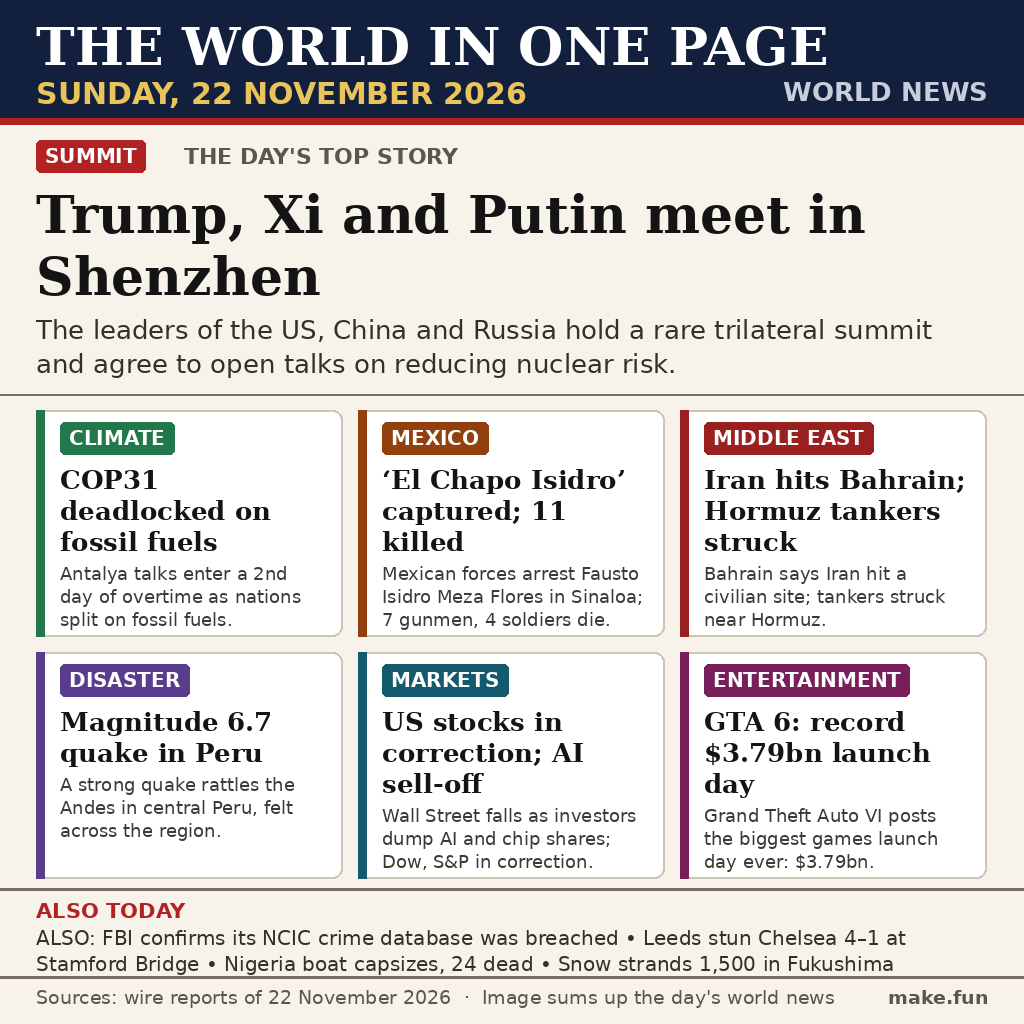 THE WORLD IN ONE PAGE
SUNDAY, 22 NOVEMBER 2026
WORLD NEWS
SUMMIT
THE DAY'S TOP STORY
Trump, Xi and Putin meet in
Shenzhen
The leaders of the US, China and Russia hold a rare trilateral summit
and agree to open talks on reducing nuclear risk.
CLIMATE
COP31
deadlocked on
fossil fuels
Antalya talks enter a 2nd
day of overtime as nations
split on fossil fuels.
MEXICO
‘El Chapo Isidro’
captured; 11
killed
Mexican forces arrest Fausto
Isidro Meza Flores in Sinaloa;
7 gunmen, 4 soldiers die.
MIDDLE EAST
Iran hits Bahrain;
Hormuz tankers
struck
Bahrain says Iran hit a
civilian site; tankers struck
near Hormuz.
DISASTER
Magnitude 6.7
quake in Peru
A strong quake rattles the
Andes in central Peru, felt
across the region.
MARKETS
US stocks in
correction; AI
sell-off
Wall Street falls as investors
dump AI and chip shares;
Dow, S&P in correction.
ENTERTAINMENT
GTA 6: record
$3.79bn launch
day
Grand Theft Auto VI posts
the biggest games launch
day ever: $3.79bn.
ALSO TODAY
ALSO: FBI confirms its NCIC crime database was breached • Leeds stun Chelsea 4–1 at
Stamford Bridge • Nigeria boat capsizes, 24 dead • Snow strands 1,500 in Fukushima
Sources: wire reports of 22 November 2026 · Image sums up the day's world news
make.fun